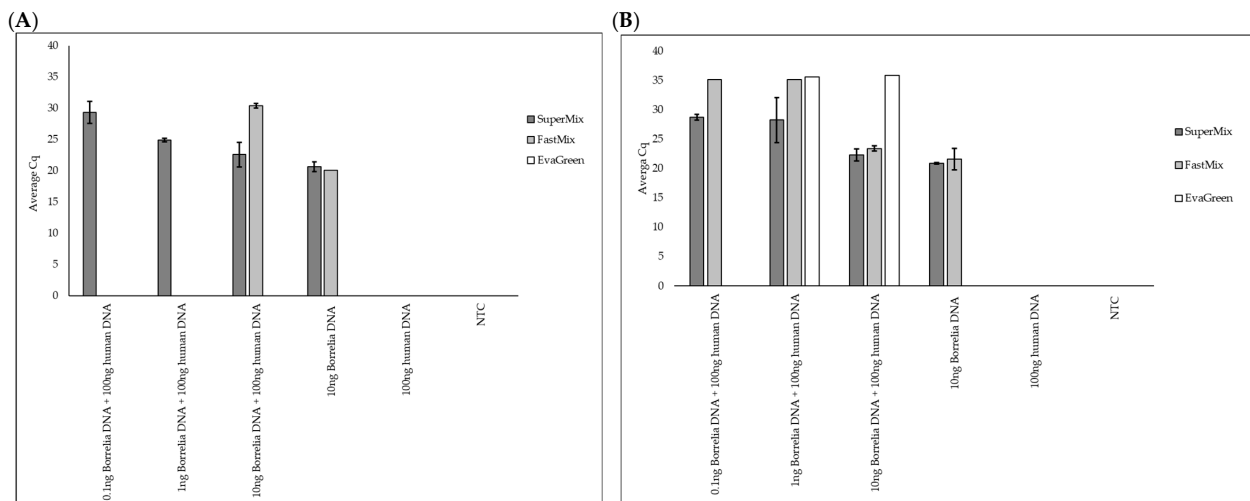 (A)
40
35
30
25
20
15
10
5
0
Average Cq
0.1ng Borrelia DNA + 100ng human DNA
1ng Borrelia DNA + 100ng human DNA
10ng Borrelia DNA + 100ng human DNA
10ng Borrelia DNA
100ng human DNA
NTC
SuperMix
FastMix
EvaGreen
(B)
40
35
30
25
20
15
10
5
0
Averga Cq
0.1ng Borrelia DNA + 100ng human DNA
1ng Borrelia DNA + 100ng human DNA
10ng Borrelia DNA + 100ng human DNA
10ng Borrelia DNA
100ng human DNA
NTC
SuperMix
FastMix
EvaGreen